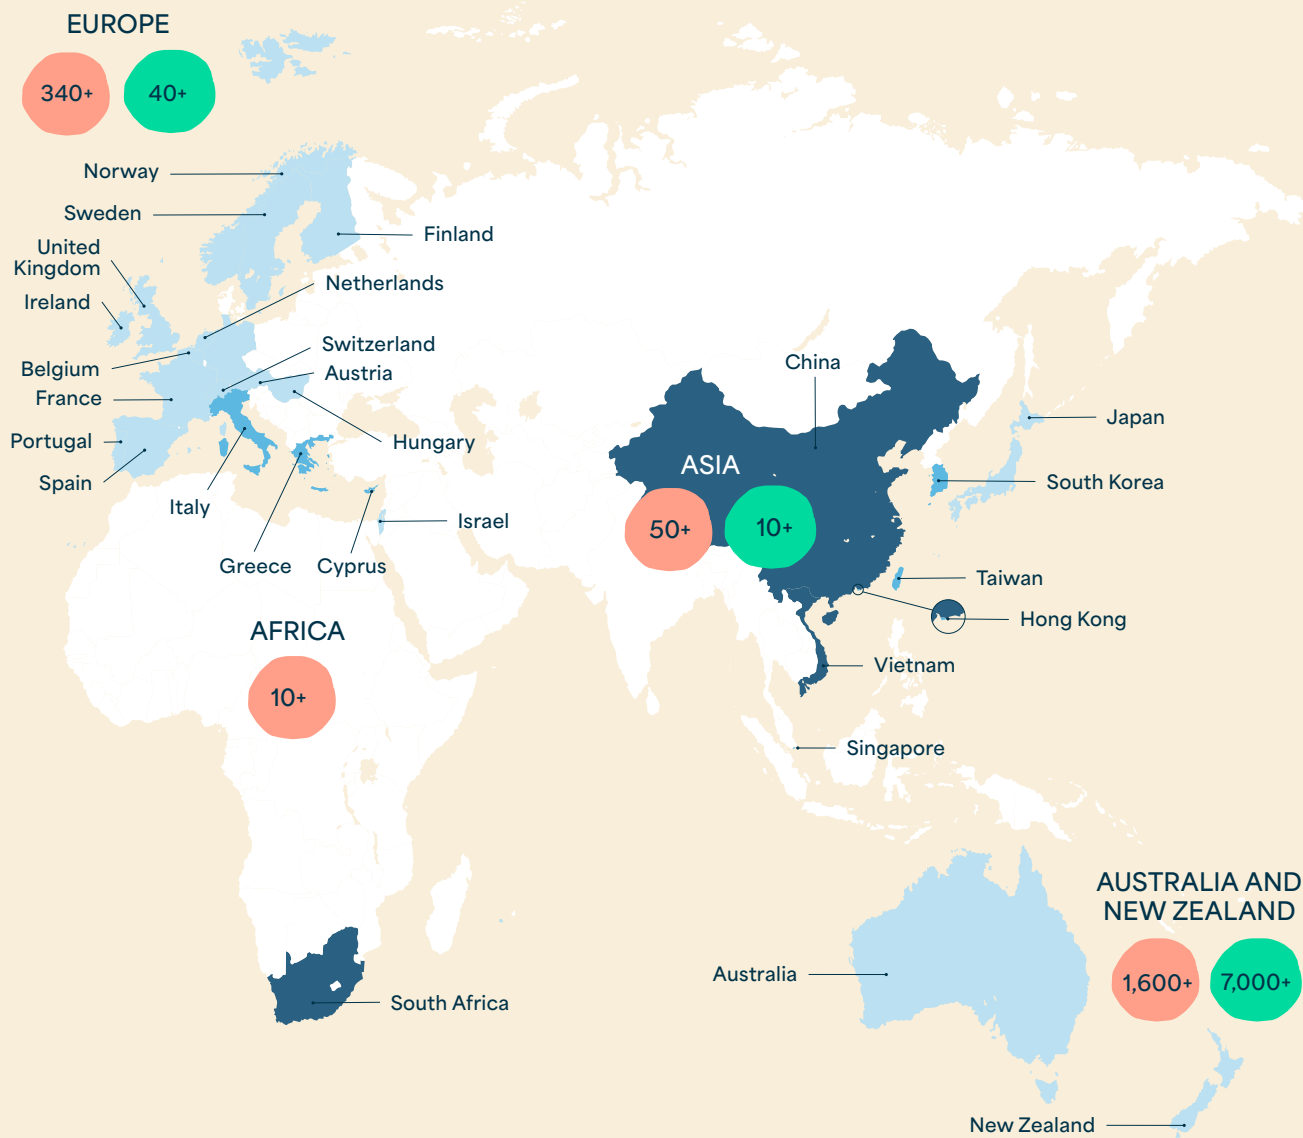 EUROPE
340+
40+
Norway
Sweden
Finland
United
Kingdom
Netherlands
Ireland
Switzerland
Belgium
Austria
France
Portugal
Hungary
Spain
Italy
Israel
Greece
Cyprus
China
ASIA
50+
10+
Japan
South Korea
Taiwan
Hong Kong
Vietnam
Singapore
AFRICA
10+
South Africa
AUSTRALIA AND
NEW ZEALAND
1,600+
7,000+
Australia
New Zealand